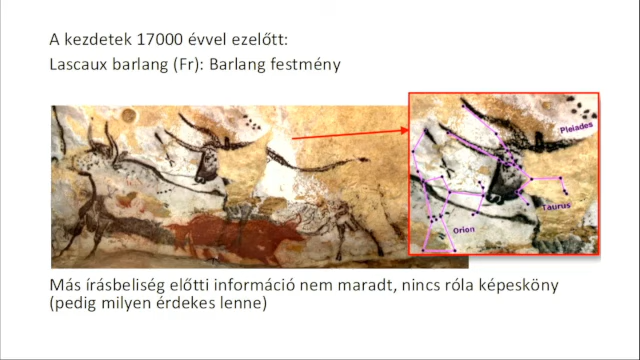 A kezdetek 17000 évvel ezelőtt:
Lascaux barlang (Fr): Barlang festmény
Pleiades
Taurus
Orion
Más írásbeliség előtti információ nem maradt, nincs róla képesköny
(pedig milyen érdekes lenne)